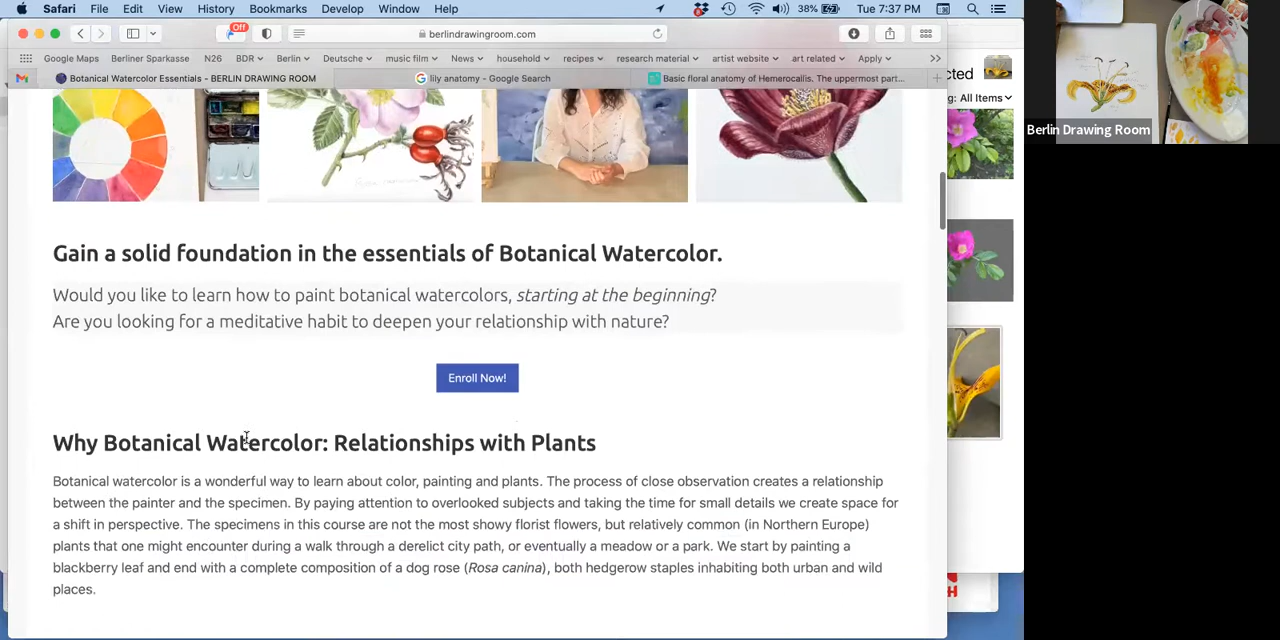 Safari File Edit View History Bookmarks Develop Window Help 38% Tue 7:37 PM
Off berlindrawingroom.com
Google Maps Berliner Sparkasse N26 BDR Berlin Deutsche music film News household recipes research material artist website art related Apply
Botanical Watercolor Essentials - BERLIN DRAWING ROOM lily anatomy - Google Search Basic floral anatomy of Hemerocallis. The uppermost part...
cted
g: All Items
Berlin Drawing Room
Gain a solid foundation in the essentials of Botanical Watercolor.
Would you like to learn how to paint botanical watercolors, starting at the beginning?
Are you looking for a meditative habit to deepen your relationship with nature?
Enroll Now!
Why Botanical Watercolor: Relationships with Plants
Botanical watercolor is a wonderful way to learn about color, painting and plants. The process of close observation creates a relationship
between the painter and the specimen. By paying attention to overlooked subjects and taking the time for small details we create space for
a shift in perspective. The specimens in this course are not the most showy florist flowers, but relatively common (in Northern Europe)
plants that one might encounter during a walk through a derelict city path, or eventually a meadow or a park. We start by painting a
blackberry leaf and end with a complete composition of a dog rose (Rosa canina), both hedgerow staples inhabiting both urban and wild
places.